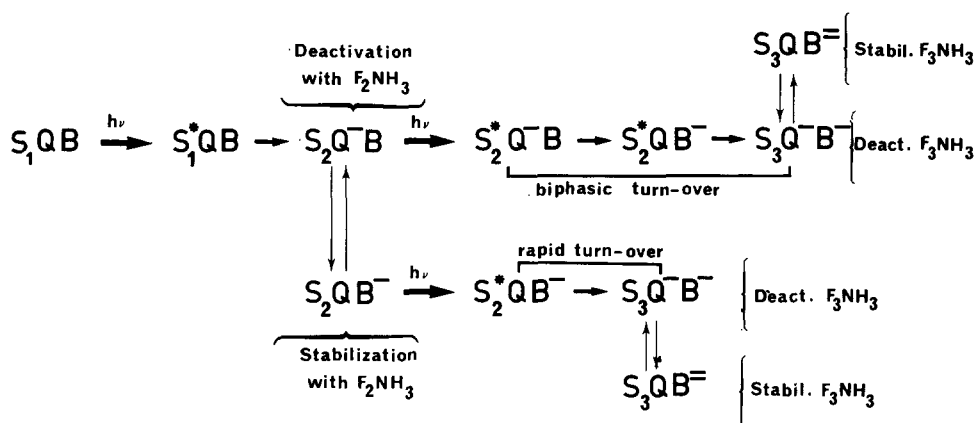 S₃QB⁼ Stabil. F₃NH₃
Deactivation
with F₂NH₃
S₁QB hν S₁*QB S₂Q⁻B hν S₂*Q⁻B S₂*QB⁻ S₃Q⁻B⁻ Deact. F₃NH₃
biphasic turn-over
rapid turn-over
S₂QB⁻ hν S₂*QB⁻ S₃Q⁻B⁻ Deact. F₃NH₃
Stabilization
with F₂NH₃
S₃QB⁼ Stabil. F₃NH₃